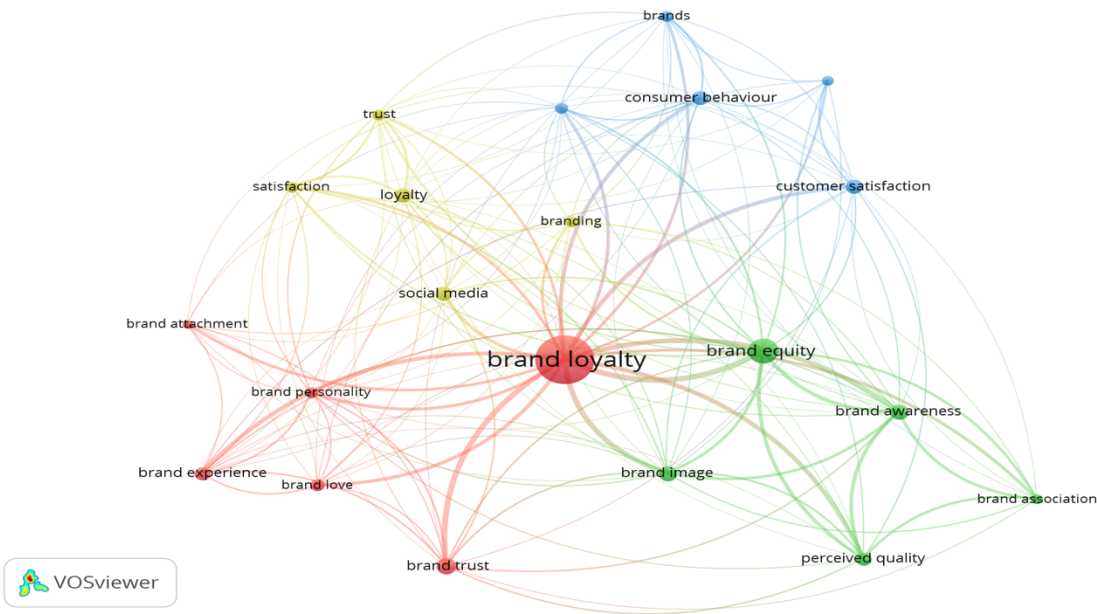 brands
consumer behaviour
trust
customer satisfaction
satisfaction
loyalty
branding
social media
brand attachment
brand loyalty
brand equity
brand personality
brand awareness
brand experience
brand image
brand love
brand association
perceived quality
brand trust
VOSviewer